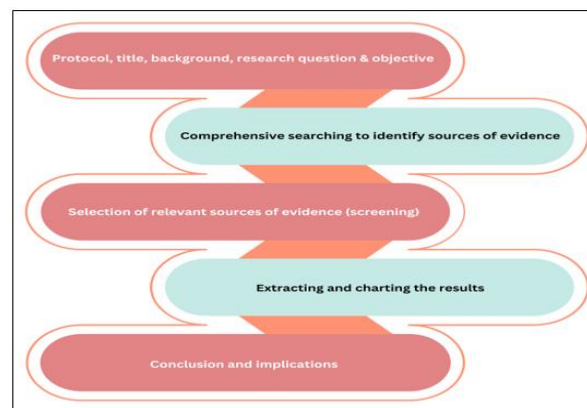 Protocol, title, background, research question & objective
Comprehensive searching to identify sources of evidence
Selection of relevant sources of evidence (screening)
Extracting and charting the results
Conclusion and implications